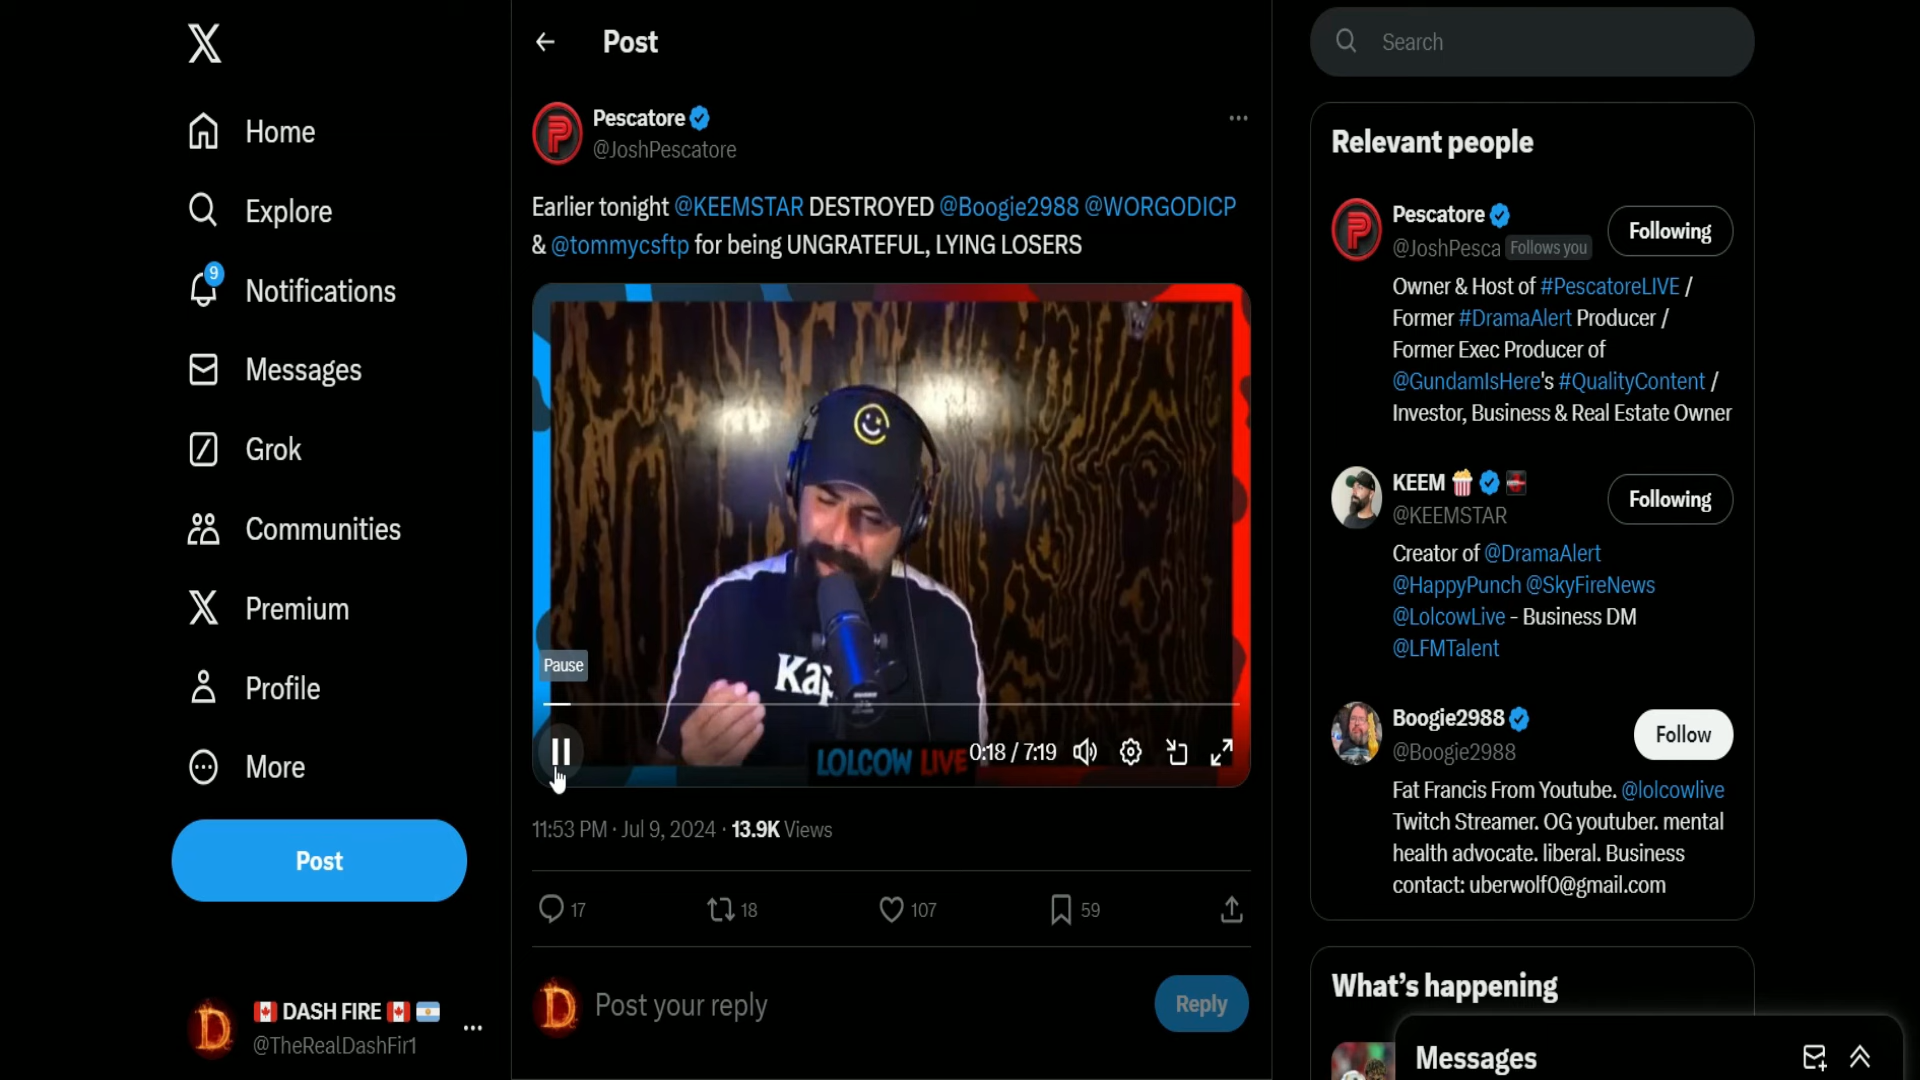 Home
Explore
9
Notifications
Messages
Grok
Communities
Premium
Profile
More
Post
DASH FIRE
@TheRealDashFir1
Post
Pescatore
@JoshPescatore
Earlier tonight @KEEMSTAR DESTROYED @Boogie2988 @WORGODICP
& @tommycsftp for being UNGRATEFUL, LYING LOSERS
Pause
LOLCOW LIVE
0:18 / 7:19
11:53 PM · Jul 9, 2024 · 13.9K Views
17
18
107
59
Post your reply
Reply
Search
Relevant people
Pescatore
@JoshPesca Follows you
Following
Owner & Host of #PescatoreLIVE /
Former #DramaAlert Producer /
Former Exec Producer of
@GundamIsHere's #QualityContent /
Investor, Business & Real Estate Owner
KEEM
@KEEMSTAR
Following
Creator of @DramaAlert
@HappyPunch @SkyFireNews
@LolcowLive - Business DM
@LFMTalent
Boogie2988
@Boogie2988
Follow
Fat Francis From Youtube. @lolcowlive
Twitch Streamer. OG youtuber. mental
health advocate. liberal. Business
contact: uberwolf0@gmail.com
What's happening
Messages